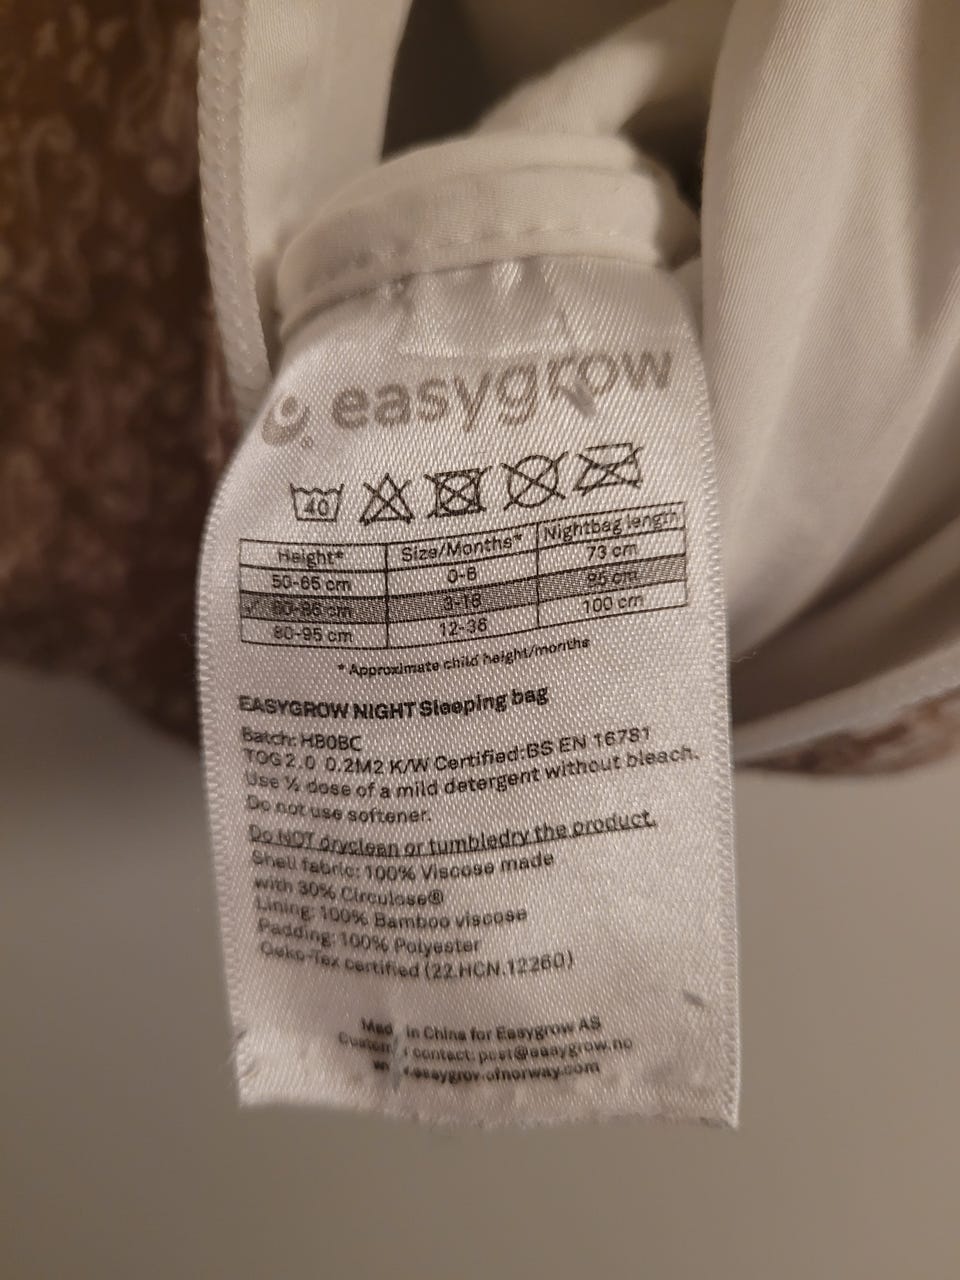 easygrow
40
Height* Size/Months* Nightbag length
50-65 cm 0-6 73 cm
3-18 cm
80-95 cm 12-36 100 cm
* Approximate child height/months
EASYGROW NIGHT Sleeping bag
Batch: HB0BC
TOG 2.0 0.2M2 K/W Certified:BS EN 16781
Use ½ dose of a mild detergent without bleach.
Do not use softener.
Do NOT dryclean or tumbledry the product.
Shell fabric: 100% Viscose made
with 30% Circulose®
Lining: 100% Bamboo viscose
Padding: 100% Polyester
Oeko-Tex certified (22.HCN.12260)
Made in China for Easygrow AS
contact: post@easygrow.no